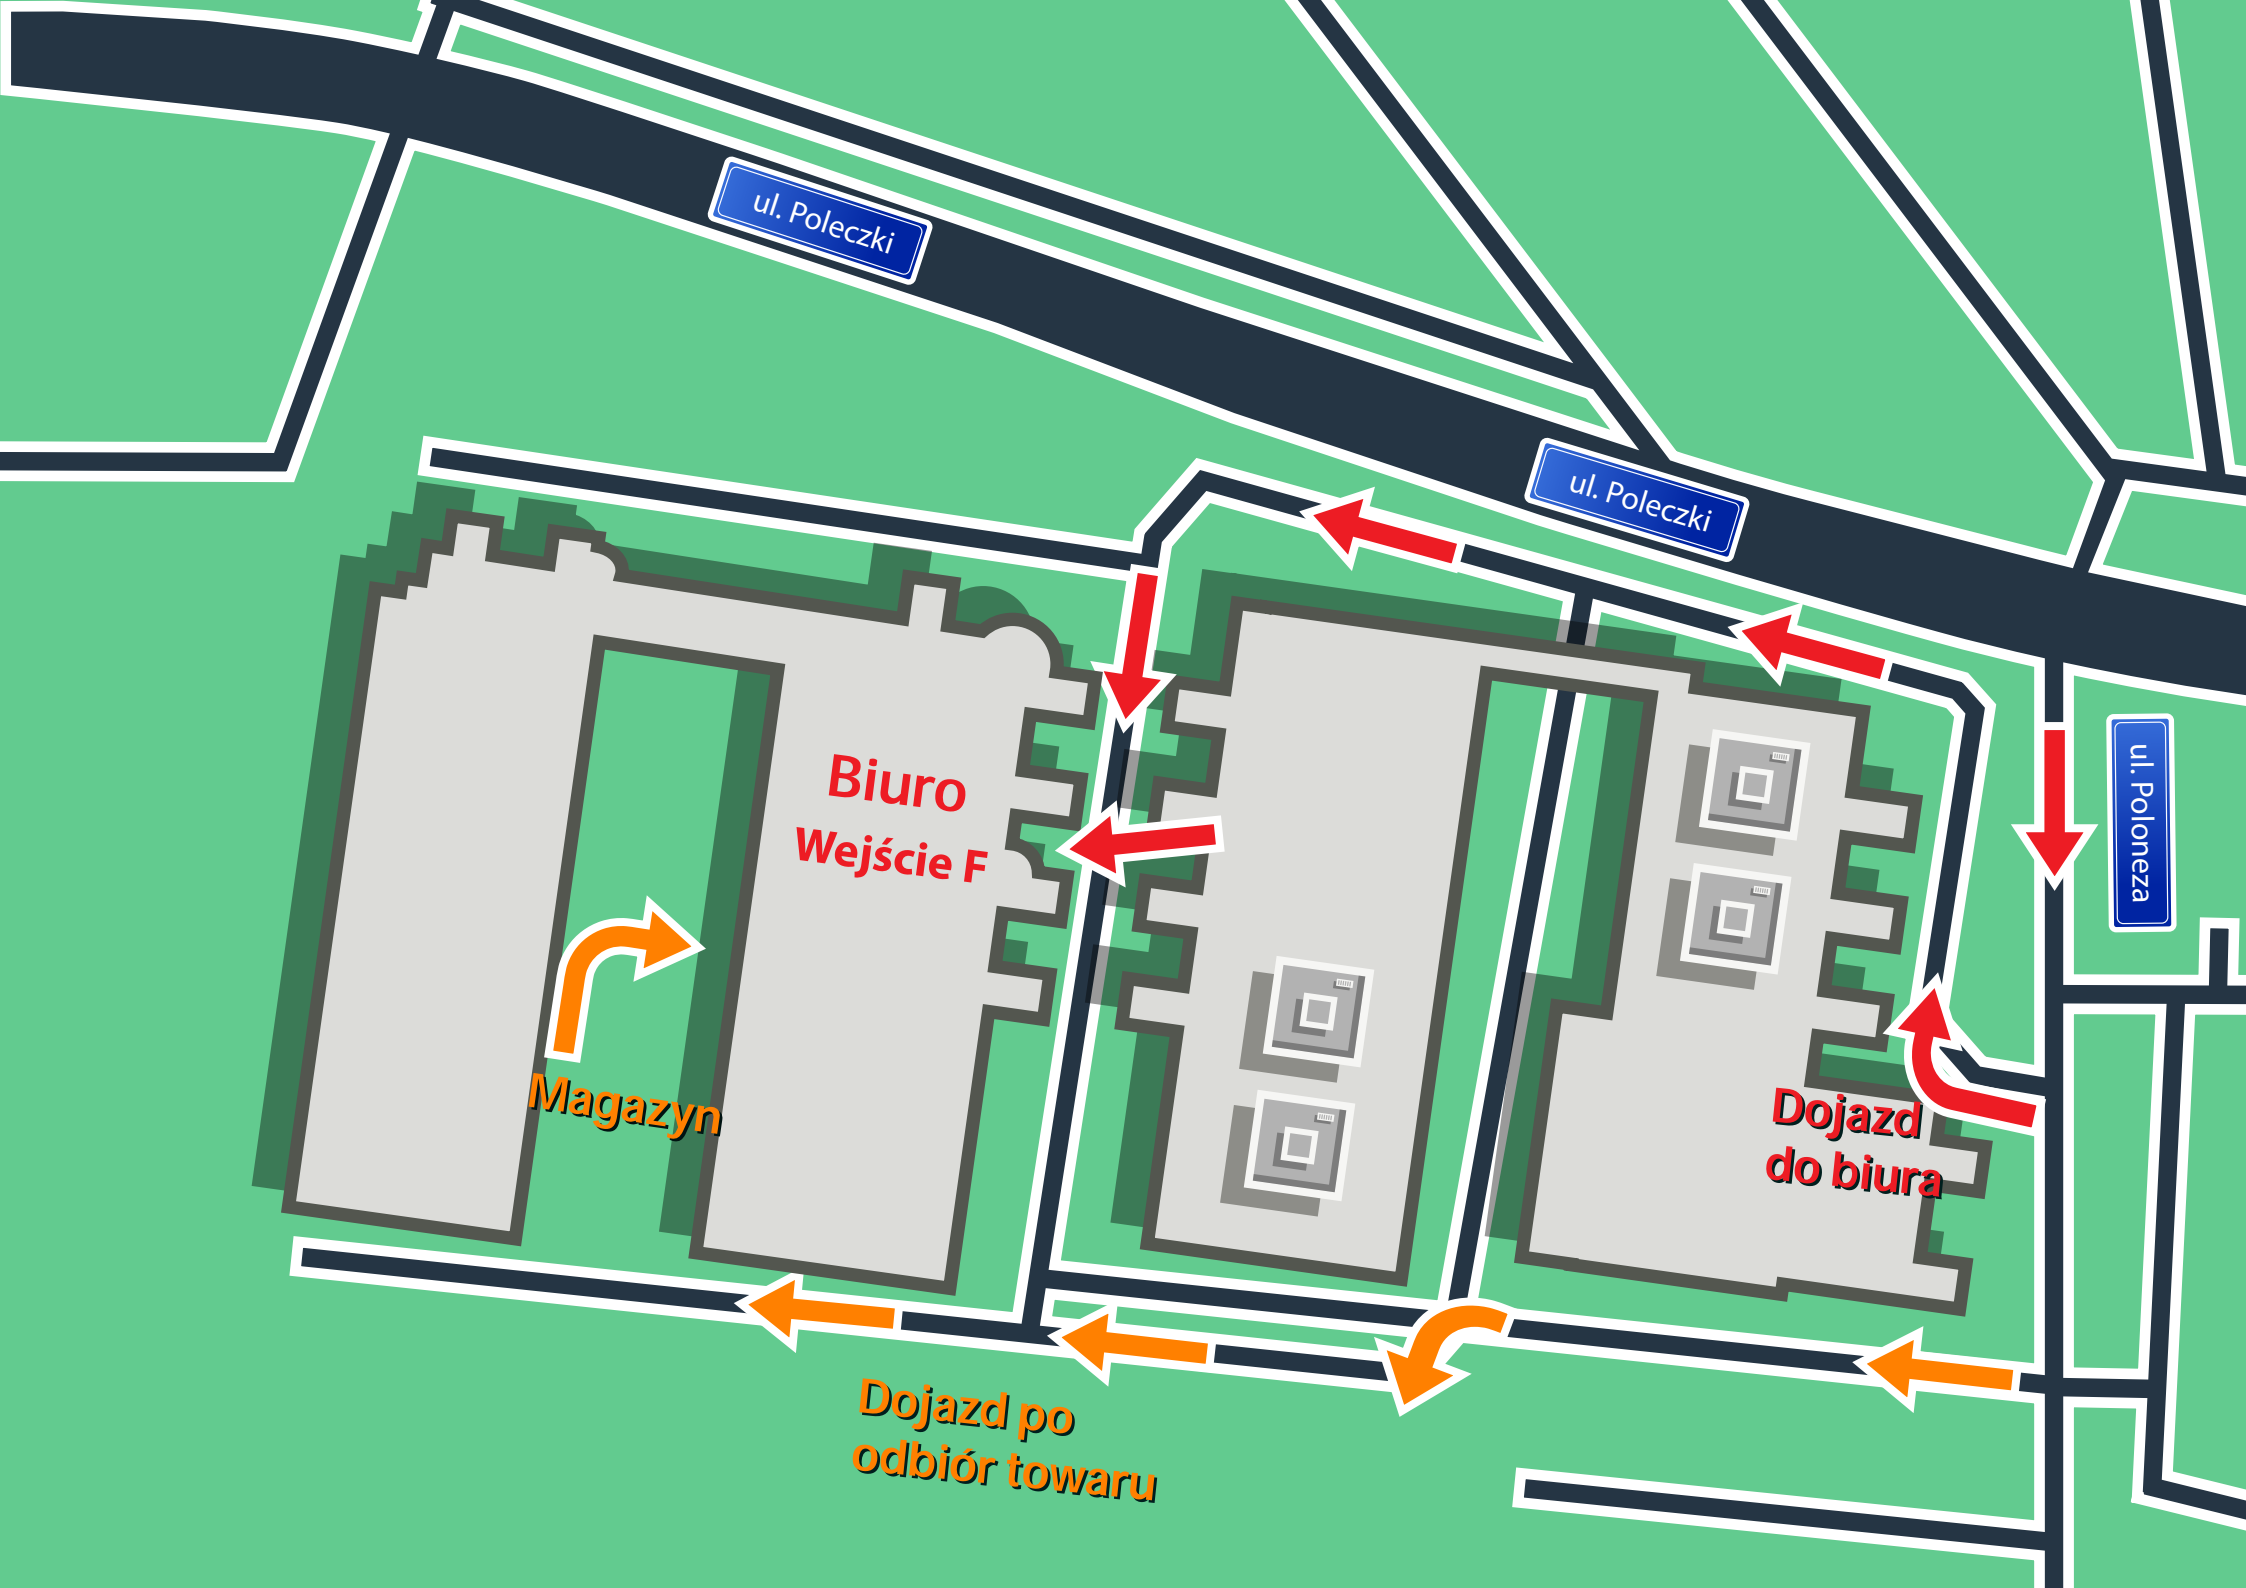 ul. Poleczki
ul. Poleczki
ul. Poloneza
Biuro
Wejście F
Magazyn
Dojazd
do biura
Dojazd po
odbiór towaru